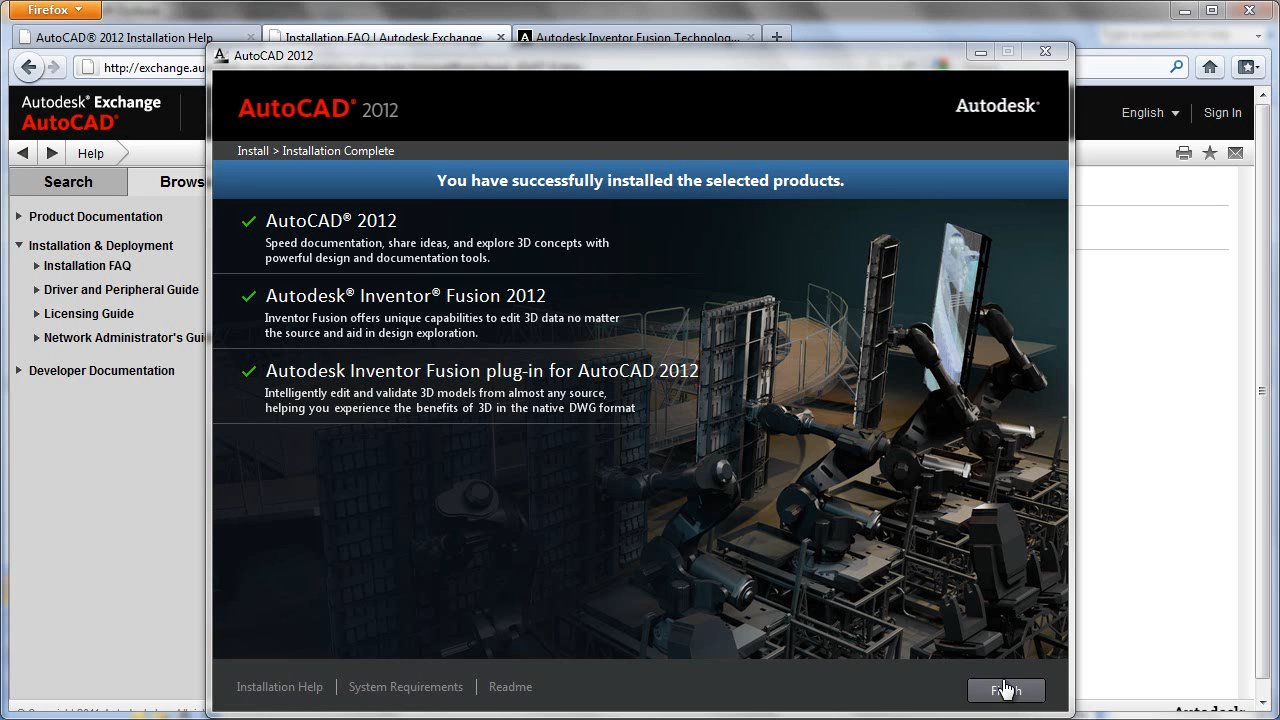 Firefox
AutoCAD® 2012 Installation Help
Installation FAQ | Autodesk Exchange
Autodesk Inventor Fusion Technolog...
AutoCAD 2012
http://exchange.au
Autodesk® Exchange
AutoCAD®
English
Sign In
Help
Search
Brows
Product Documentation
Installation & Deployment
Installation FAQ
Driver and Peripheral Guide
Licensing Guide
Network Administrator's Gui
Developer Documentation
AutoCAD® 2012
Autodesk®
Install > Installation Complete
You have successfully installed the selected products.
AutoCAD® 2012
Speed documentation, share ideas, and explore 3D concepts with
powerful design and documentation tools.
Autodesk® Inventor® Fusion 2012
Inventor Fusion offers unique capabilities to edit 3D data no matter
the source and aid in design exploration.
Autodesk Inventor Fusion plug-in for AutoCAD 2012
Intelligently edit and validate 3D models from almost any source,
helping you experience the benefits of 3D in the native DWG format
Installation Help
System Requirements
Readme